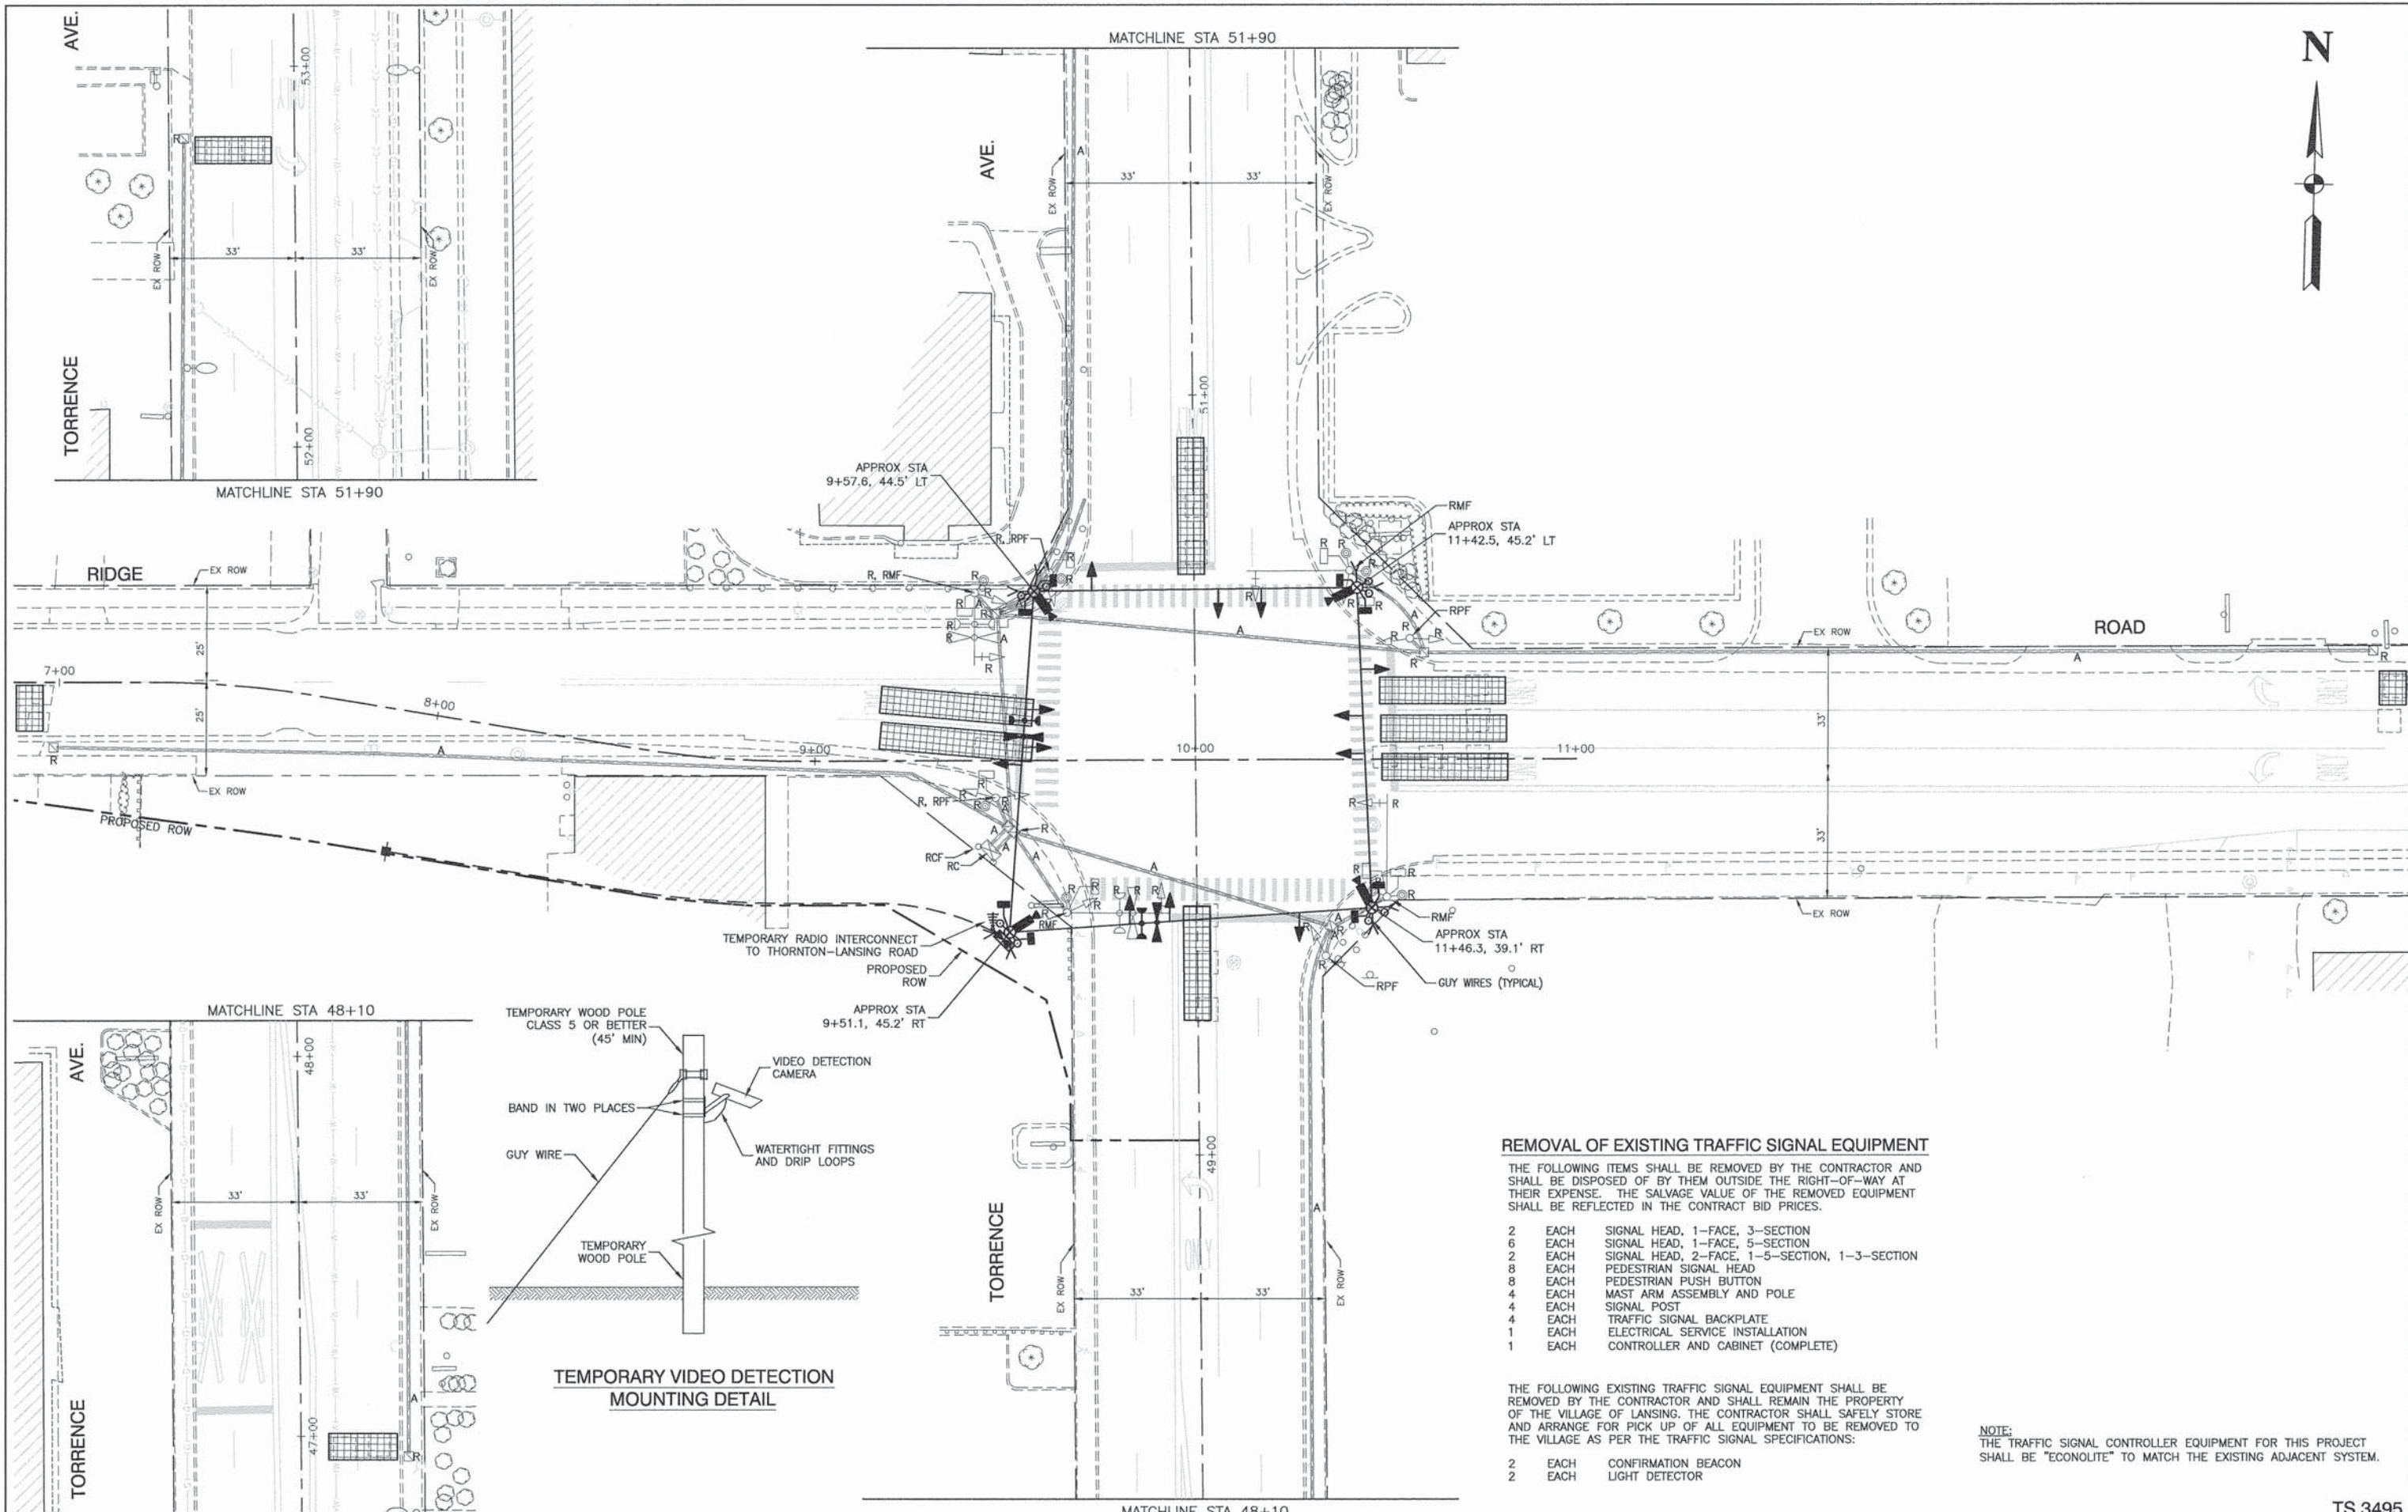 MATCHLINE STA 51+90
N
AVE.
53+00
33'
33'
EX ROW
EX ROW
TORRENCE
52+00
MATCHLINE STA 51+90
AVE.
A
33'
33'
EX ROW
EX ROW
51+00
APPROX STA
9+57.6, 44.5' LT
RMF
APPROX STA
11+42.5, 45.2' LT
R, RPF
R, RMF
RPF
RIDGE
EX ROW
25'
25'
7+00
8+00
9+00
10+00
11+00
A
EX ROW
ROAD
A
R
33'
33'
EX ROW
EX ROW
PROPOSED ROW
R
A
R, RPF
R
RCF
RC
A
RMF
RMF
APPROX STA
11+46.3, 39.1' RT
RPF
GUY WIRES (TYPICAL)
TEMPORARY RADIO INTERCONNECT
TO THORNTON-LANSING ROAD
PROPOSED
ROW
APPROX STA
9+51.1, 45.2' RT
MATCHLINE STA 48+10
AVE.
48+00
33'
33'
EX ROW
EX ROW
A
47+00
R
TORRENCE
TEMPORARY WOOD POLE
CLASS 5 OR BETTER
(45' MIN)
VIDEO DETECTION
CAMERA
BAND IN TWO PLACES
WATERTIGHT FITTINGS
AND DRIP LOOPS
GUY WIRE
TEMPORARY
WOOD POLE
TEMPORARY VIDEO DETECTION
MOUNTING DETAIL
49+00
TORRENCE
ONLY
A
EX ROW
33'
33'
EX ROW
MATCHLINE STA 48+10
REMOVAL OF EXISTING TRAFFIC SIGNAL EQUIPMENT
THE FOLLOWING ITEMS SHALL BE REMOVED BY THE CONTRACTOR AND
SHALL BE DISPOSED OF BY THEM OUTSIDE THE RIGHT-OF-WAY AT
THEIR EXPENSE. THE SALVAGE VALUE OF THE REMOVED EQUIPMENT
SHALL BE REFLECTED IN THE CONTRACT BID PRICES.
2 EACH SIGNAL HEAD, 1-FACE, 3-SECTION
6 EACH SIGNAL HEAD, 1-FACE, 5-SECTION
2 EACH SIGNAL HEAD, 2-FACE, 1-5-SECTION, 1-3-SECTION
8 EACH PEDESTRIAN SIGNAL HEAD
8 EACH PEDESTRIAN PUSH BUTTON
4 EACH MAST ARM ASSEMBLY AND POLE
4 EACH SIGNAL POST
4 EACH TRAFFIC SIGNAL BACKPLATE
1 EACH ELECTRICAL SERVICE INSTALLATION
1 EACH CONTROLLER AND CABINET (COMPLETE)
THE FOLLOWING EXISTING TRAFFIC SIGNAL EQUIPMENT SHALL BE
REMOVED BY THE CONTRACTOR AND SHALL REMAIN THE PROPERTY
OF THE VILLAGE OF LANSING. THE CONTRACTOR SHALL SAFELY STORE
AND ARRANGE FOR PICK UP OF ALL EQUIPMENT TO BE REMOVED TO
THE VILLAGE AS PER THE TRAFFIC SIGNAL SPECIFICATIONS:
2 EACH CONFIRMATION BEACON
2 EACH LIGHT DETECTOR
NOTE:
THE TRAFFIC SIGNAL CONTROLLER EQUIPMENT FOR THIS PROJECT
SHALL BE "ECONOLITE" TO MATCH THE EXISTING ADJACENT SYSTEM.
TS 3495